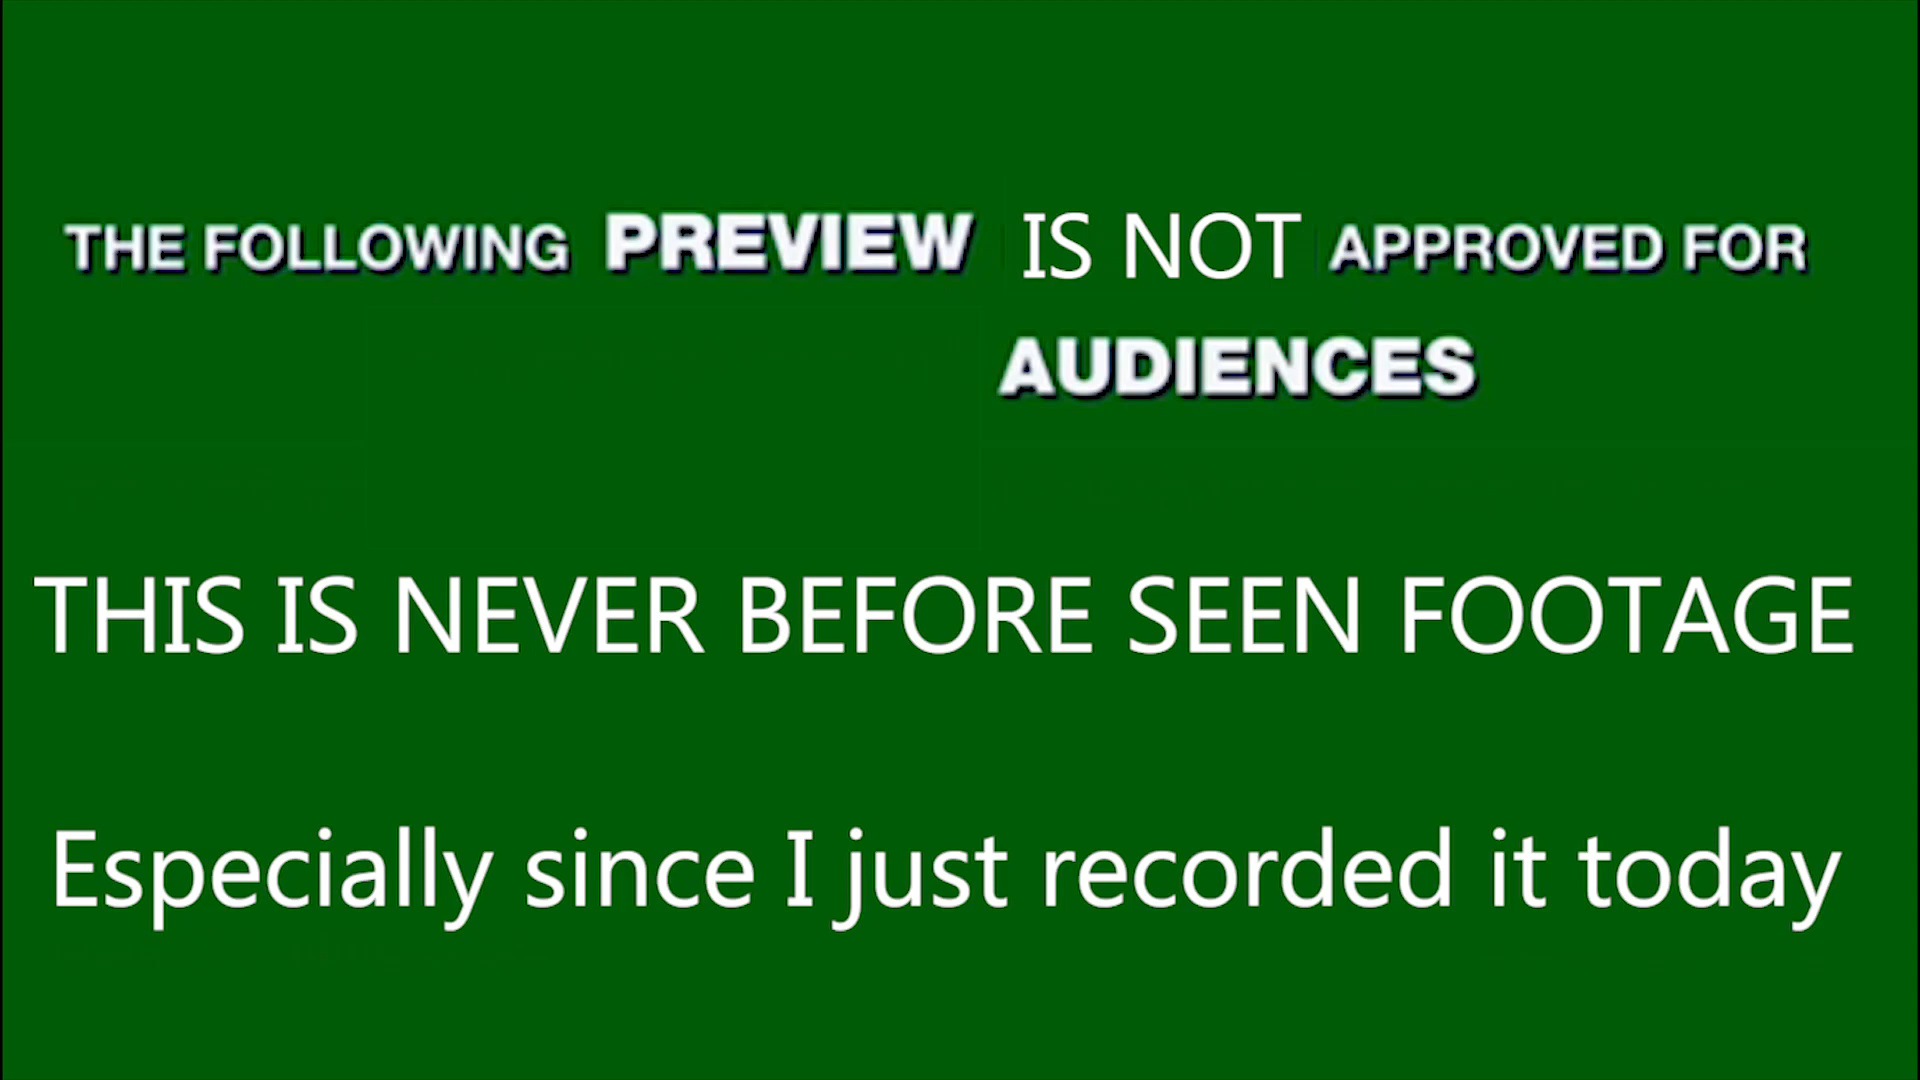 THE FOLLOWING PREVIEW IS NOT APPROVED FOR
AUDIENCES
THIS IS NEVER BEFORE SEEN FOOTAGE
Especially since I just recorded it today